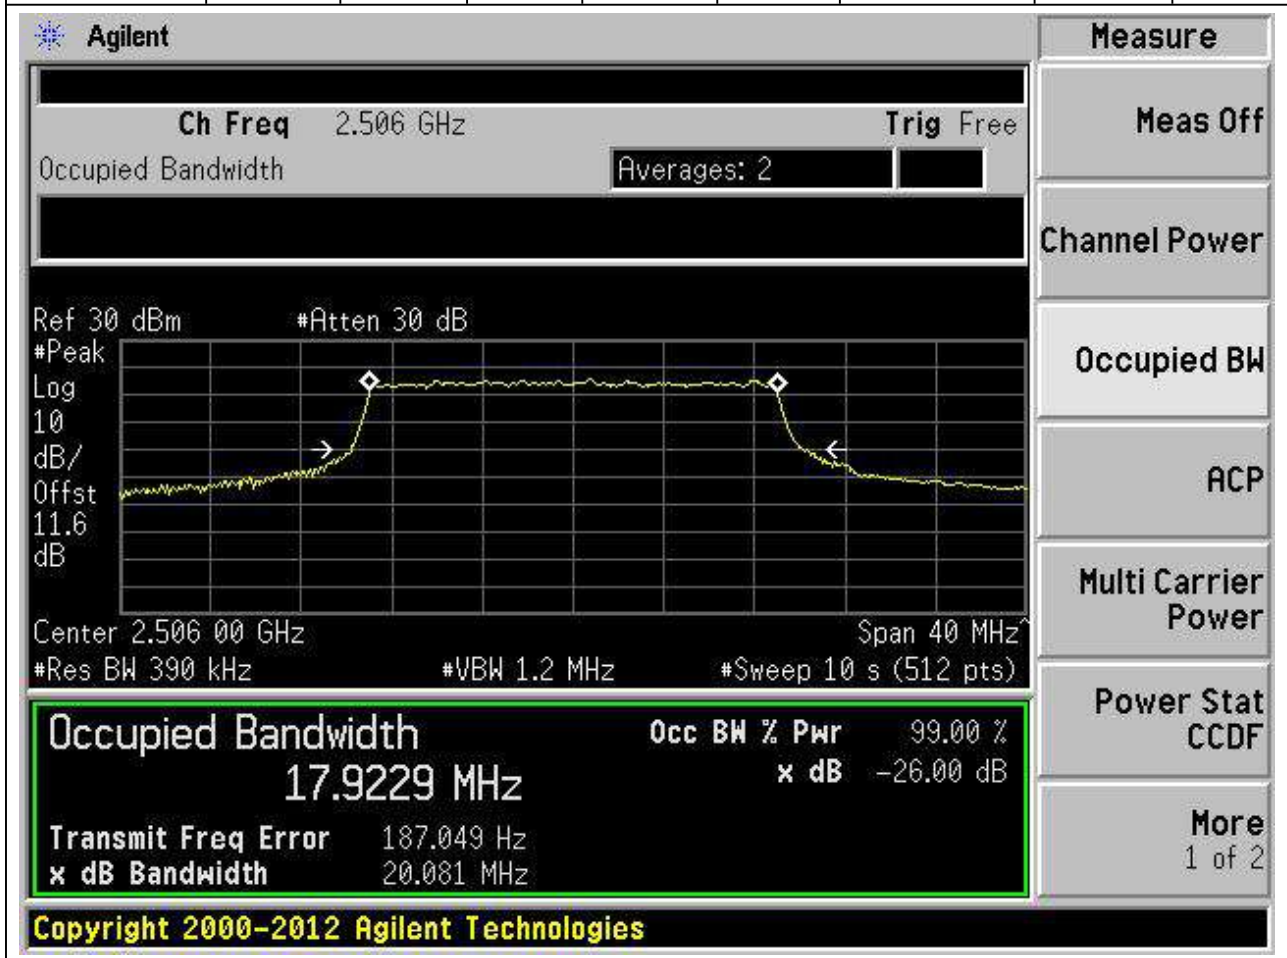 Agilent
Measure
Ch Freq 2.506 GHz Trig Free
Occupied Bandwidth Averages: 2
Meas Off
Channel Power
Occupied BW
ACP
Multi Carrier
Power
Power Stat
CCDF
More
1 of 2
Ref 30 dBm #Atten 30 dB
#Peak
Log
10
dB/
Offst
11.6
dB
Center 2.506 00 GHz Span 40 MHz^
#Res BW 390 kHz #VBW 1.2 MHz #Sweep 10 s (512 pts)
Occupied Bandwidth Occ BW % Pwr 99.00 %
17.9229 MHz x dB -26.00 dB
Transmit Freq Error 187.049 Hz
x dB Bandwidth 20.081 MHz
Copyright 2000-2012 Agilent Technologies